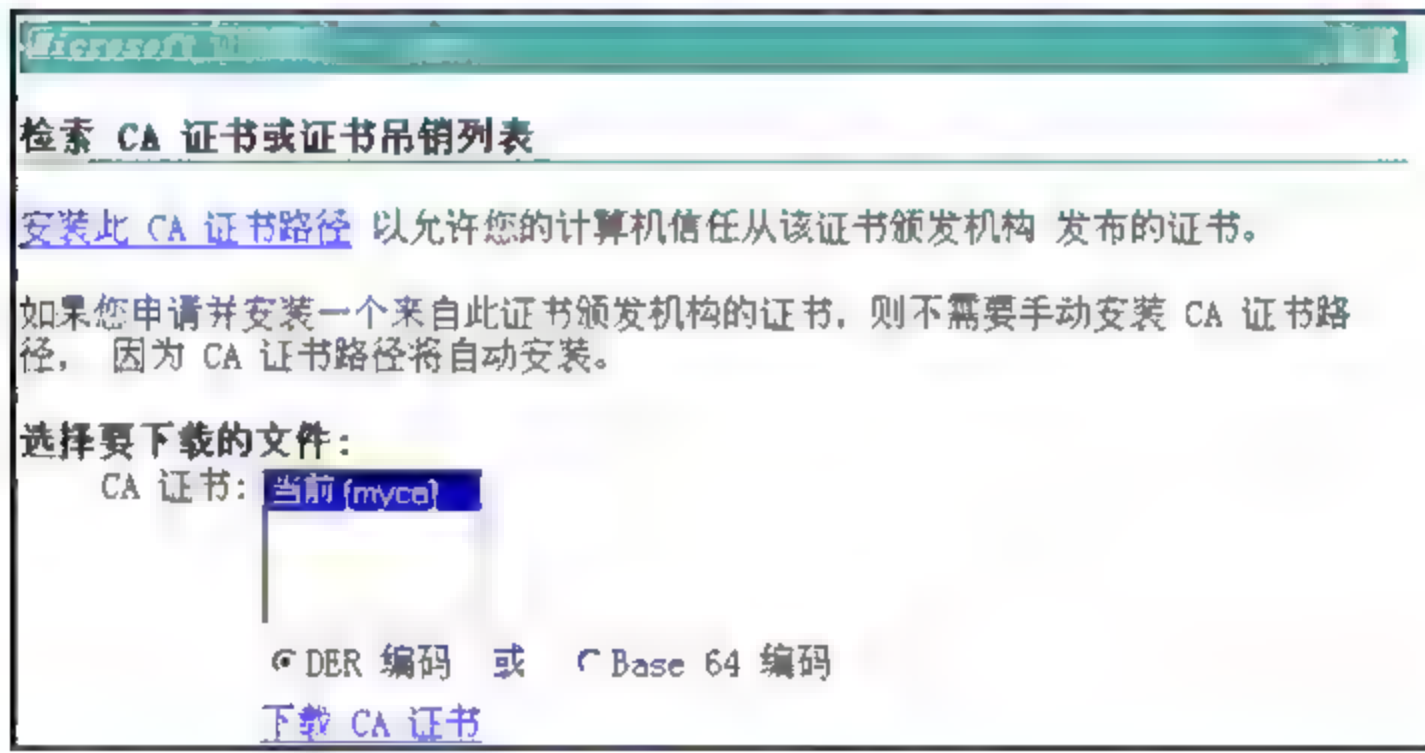 Microsoft
检索 CA 证书或证书吊销列表
安装此 CA 证书路径 以允许您的计算机信任从该证书颁发机构 发布的证书。
如果您申请并安装一个来自此证书颁发机构的证书, 则不需要手动安装 CA 证书路
径, 因为 CA 证书路径将自动安装。
选择要下载的文件:
CA 证书: 当前 (myca)
DER 编码 或 Base 64 编码
下载 CA 证书